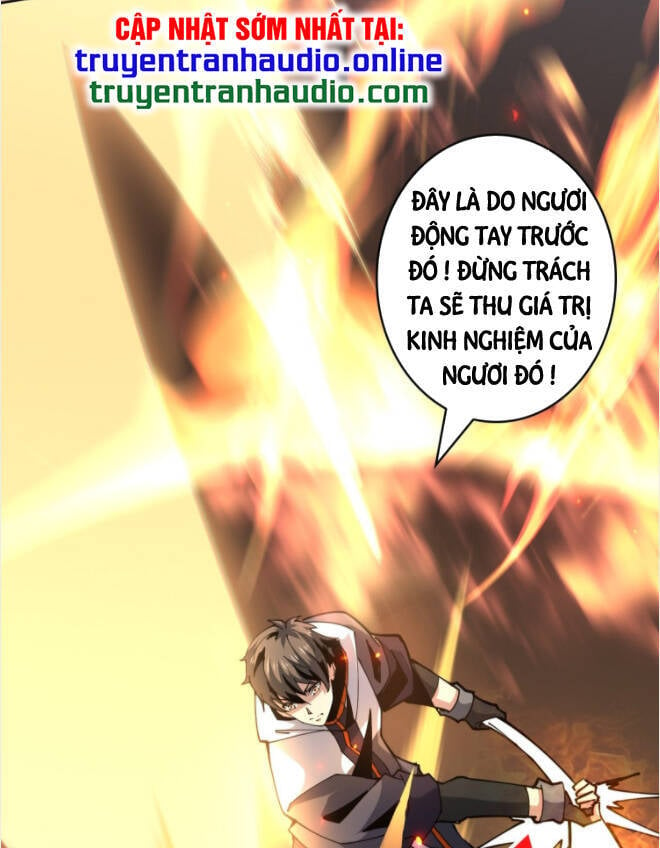 CẬP NHẬT SỚM NHẤT TẠI:
truyentranhaudio.online
truyentranhaudio.com
ĐÂY LÀ DO NGƯƠI
ĐỘNG TAY TRƯỚC
ĐÓ ! ĐỪNG TRÁCH
TA SẼ THU GIÁ TRỊ
KINH NGHIỆM CỦA
NGƯƠI ĐÓ !